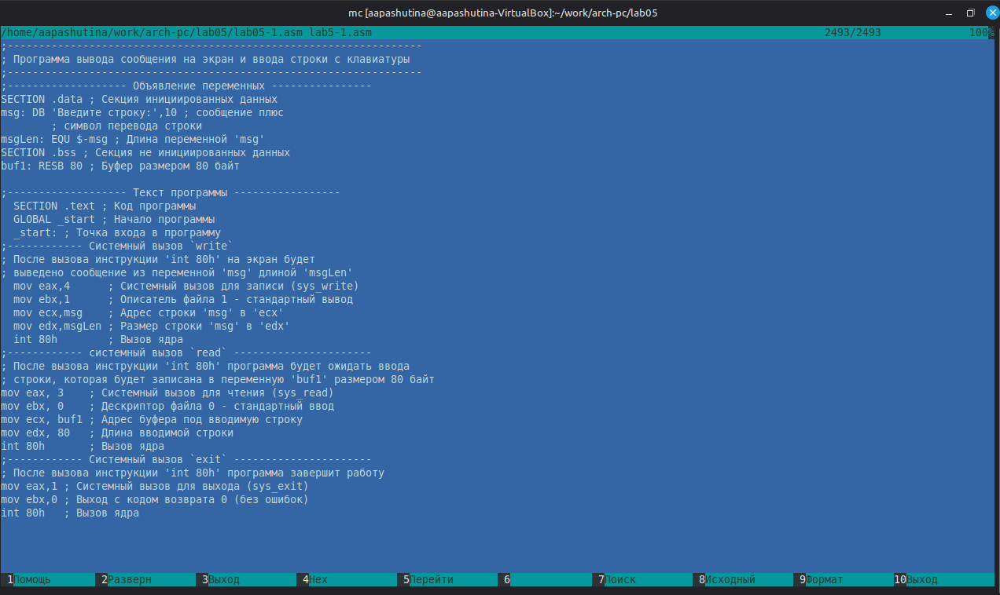 mc [aapashutina@aapashutina-VirtualBox]:~/work/arch-pc/lab05
/home/aapashutina/work/arch-pc/lab05/lab05-1.asm lab5-1.asm 2493/2493 100%
;------------------------------------------------------------------
; Программа вывода сообщения на экран и ввода строки с клавиатуры
;------------------------------------------------------------------
;------------------- Объявление переменных ----------------
SECTION .data ; Секция инициированных данных
msg: DB 'Введите строку:',10 ; сообщение плюс
        ; символ перевода строки
msgLen: EQU $-msg ; Длина переменной 'msg'
SECTION .bss ; Секция не инициированных данных
buf1: RESB 80 ; Буфер размером 80 байт
;------------------- Текст программы -----------------
  SECTION .text ; Код программы
  GLOBAL _start ; Начало программы
  _start: ; Точка входа в программу
;------------ Системный вызов `write`
; После вызова инструкции 'int 80h' на экран будет
; выведено сообщение из переменной 'msg' длиной 'msgLen'
  mov eax,4      ; Системный вызов для записи (sys_write)
  mov ebx,1      ; Описатель файла 1 - стандартный вывод
  mov ecx,msg    ; Адрес строки 'msg' в 'ecx'
  mov edx,msgLen ; Размер строки 'msg' в 'edx'
  int 80h        ; Вызов ядра
;------------ системный вызов `read` ----------------------
; После вызова инструкции 'int 80h' программа будет ожидать ввода
; строки, которая будет записана в переменную 'buf1' размером 80 байт
mov eax, 3    ; Системный вызов для чтения (sys_read)
mov ebx, 0    ; Дескриптор файла 0 - стандартный ввод
mov ecx, buf1 ; Адрес буфера под вводимую строку
mov edx, 80   ; Длина вводимой строки
int 80h       ; Вызов ядра
;------------ Системный вызов `exit` ----------------------
; После вызова инструкции 'int 80h' программа завершит работу
mov eax,1 ; Системный вызов для выхода (sys_exit)
mov ebx,0 ; Выход с кодом возврата 0 (без ошибок)
int 80h   ; Вызов ядра
1Помощь 2Разверн 3Выход 4Hex 5Перейти 6 7Поиск 8Исходный 9Формат 10Выход